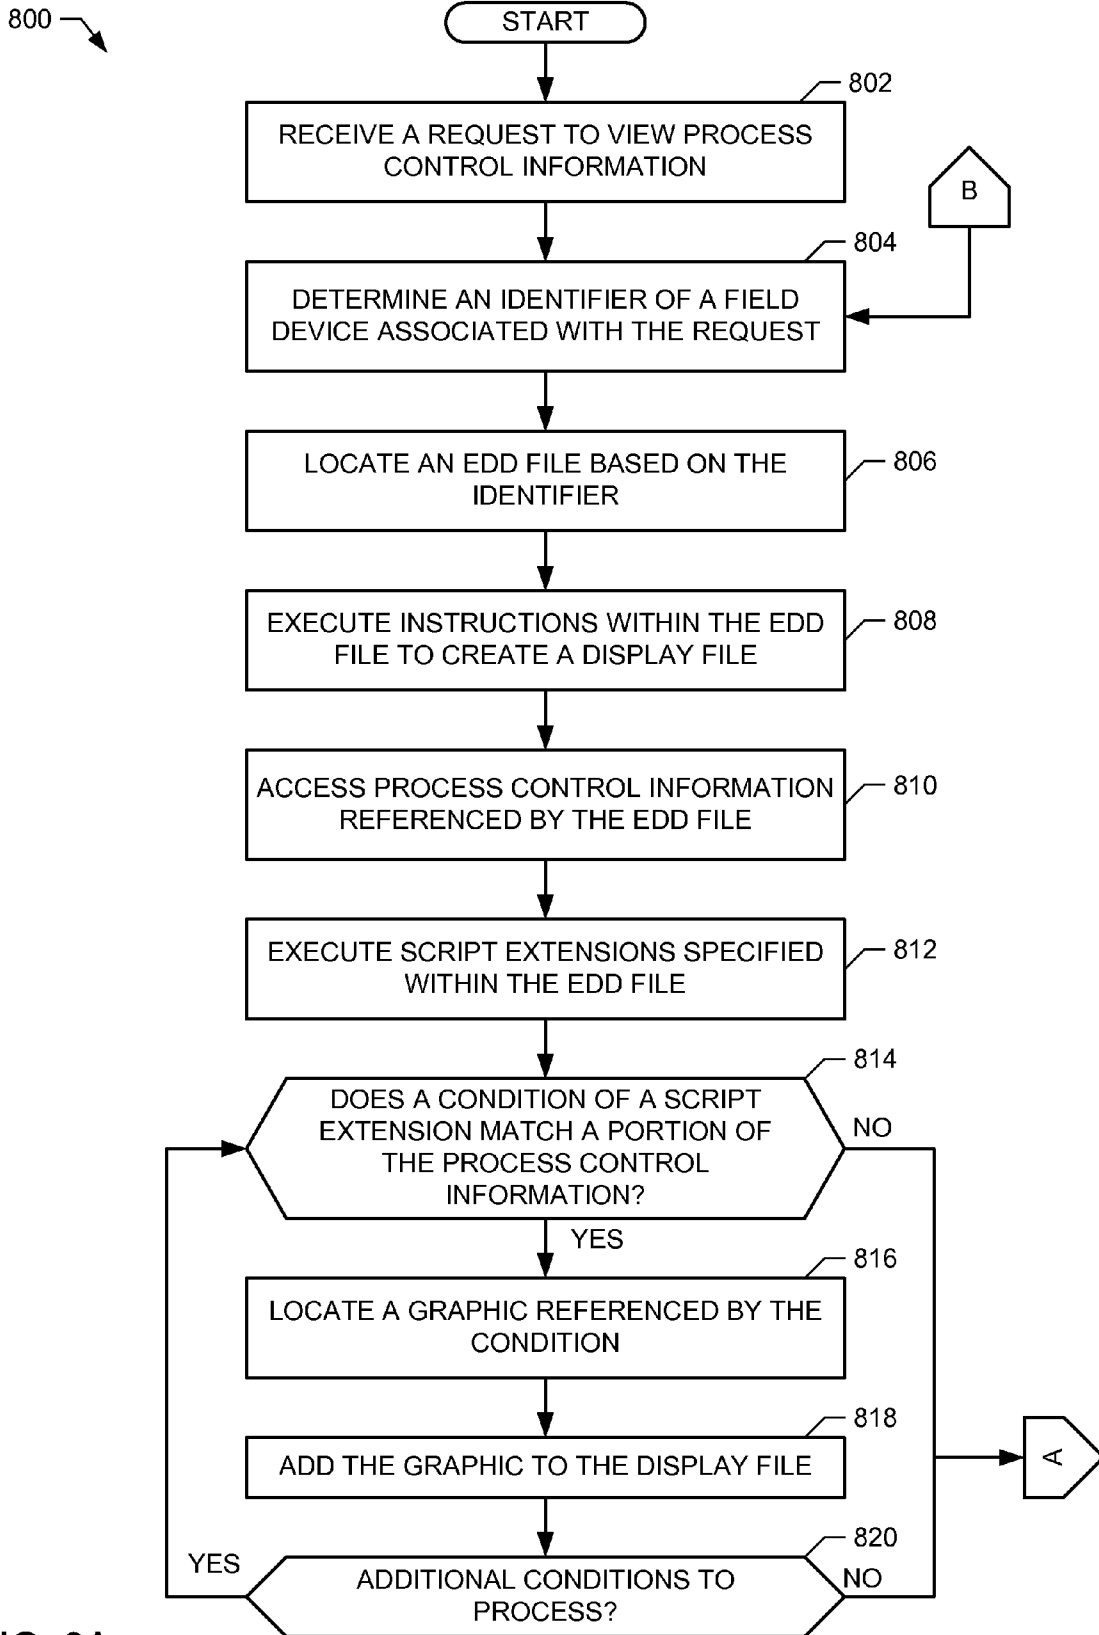 800
START
802
RECEIVE A REQUEST TO VIEW PROCESS
CONTROL INFORMATION
B
804
DETERMINE AN IDENTIFIER OF A FIELD
DEVICE ASSOCIATED WITH THE REQUEST
806
LOCATE AN EDD FILE BASED ON THE
IDENTIFIER
808
EXECUTE INSTRUCTIONS WITHIN THE EDD
FILE TO CREATE A DISPLAY FILE
810
ACCESS PROCESS CONTROL INFORMATION
REFERENCED BY THE EDD FILE
812
EXECUTE SCRIPT EXTENSIONS SPECIFIED
WITHIN THE EDD FILE
814
DOES A CONDITION OF A SCRIPT
EXTENSION MATCH A PORTION OF
THE PROCESS CONTROL
INFORMATION?
NO
YES
816
LOCATE A GRAPHIC REFERENCED BY THE
CONDITION
818
ADD THE GRAPHIC TO THE DISPLAY FILE
A
820
YES
ADDITIONAL CONDITIONS TO
PROCESS?
NO